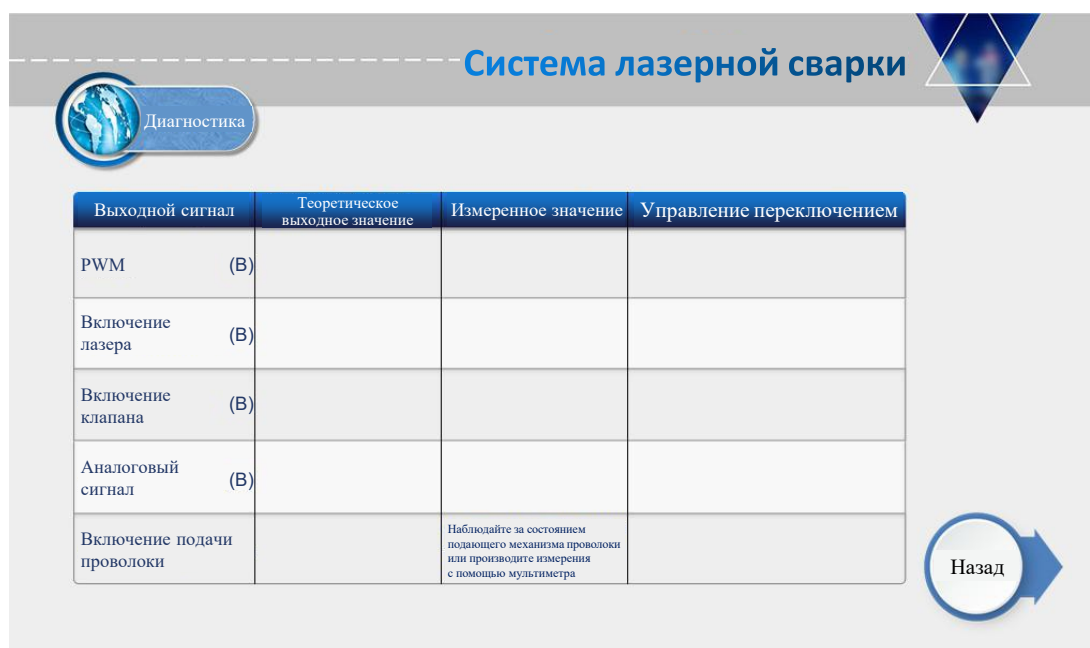 Система лазерной сварки
Диагностика
Выходной сигнал
Теоретическое
выходное значение
Измеренное значение
Управление переключением
PWM (В)
Включение
лазера
(В)
Включение
клапана
(В)
Аналоговый
сигнал
(В)
Включение подачи
проволоки
Наблюдайте за состоянием
подающего механизма проволоки
или производите измерения
с помощью мультиметра
Назад